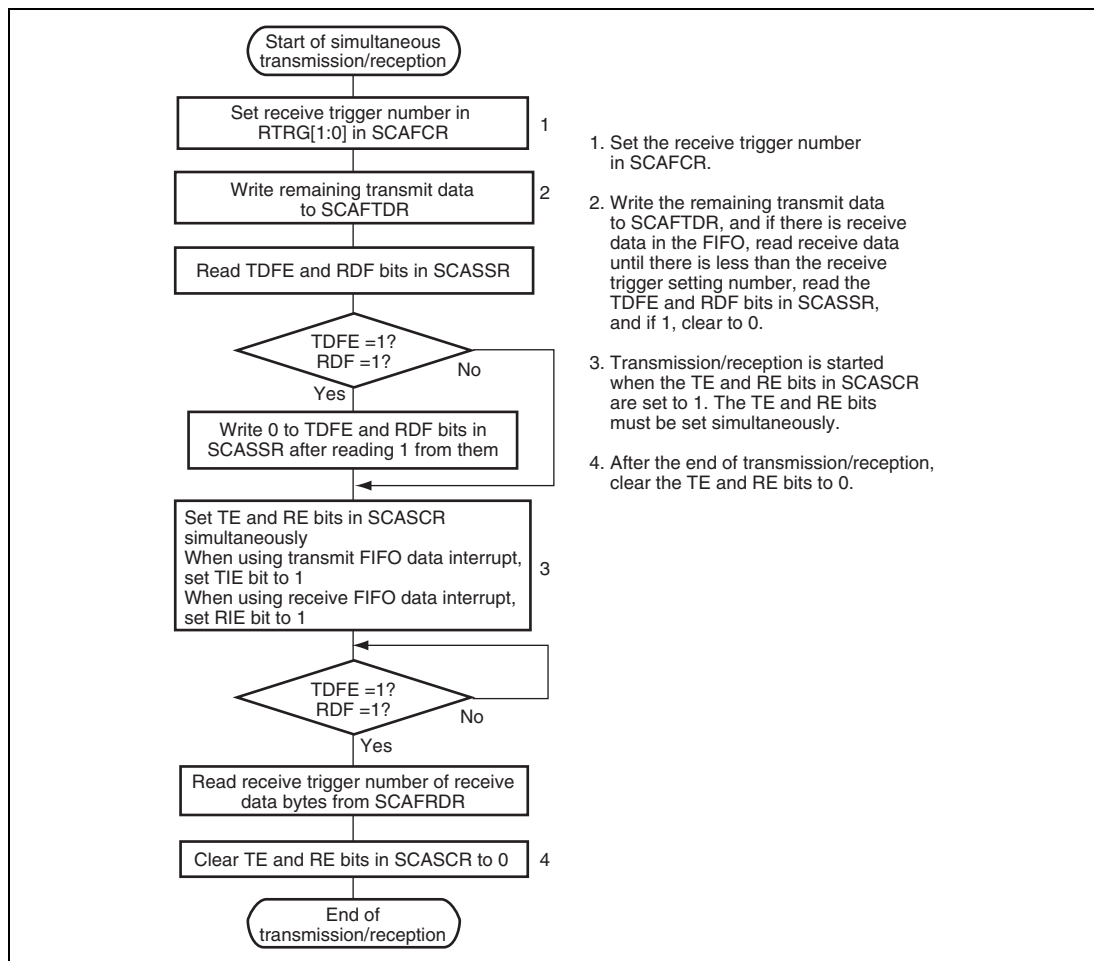 Start of simultaneous
transmission/reception
Set receive trigger number in
RTRG[1:0] in SCAFCR
1
Write remaining transmit data
to SCAFTDR
2
Read TDFE and RDF bits in SCASSR
TDFE =1?
RDF =1?
No
Yes
Write 0 to TDFE and RDF bits in
SCASSR after reading 1 from them
Set TE and RE bits in SCASCR
simultaneously
When using transmit FIFO data interrupt,
set TIE bit to 1
When using receive FIFO data interrupt,
set RIE bit to 1
3
TDFE =1?
RDF =1?
No
Yes
Read receive trigger number of receive
data bytes from SCAFRDR
Clear TE and RE bits in SCASCR to 0
4
End of
transmission/reception
1. Set the receive trigger number
in SCAFCR.
2. Write the remaining transmit data
to SCAFTDR, and if there is receive
data in the FIFO, read receive data
until there is less than the receive
trigger setting number, read the
TDFE and RDF bits in SCASSR,
and if 1, clear to 0.
3. Transmission/reception is started
when the TE and RE bits in SCASCR
are set to 1. The TE and RE bits
must be set simultaneously.
4. After the end of transmission/reception,
clear the TE and RE bits to 0.